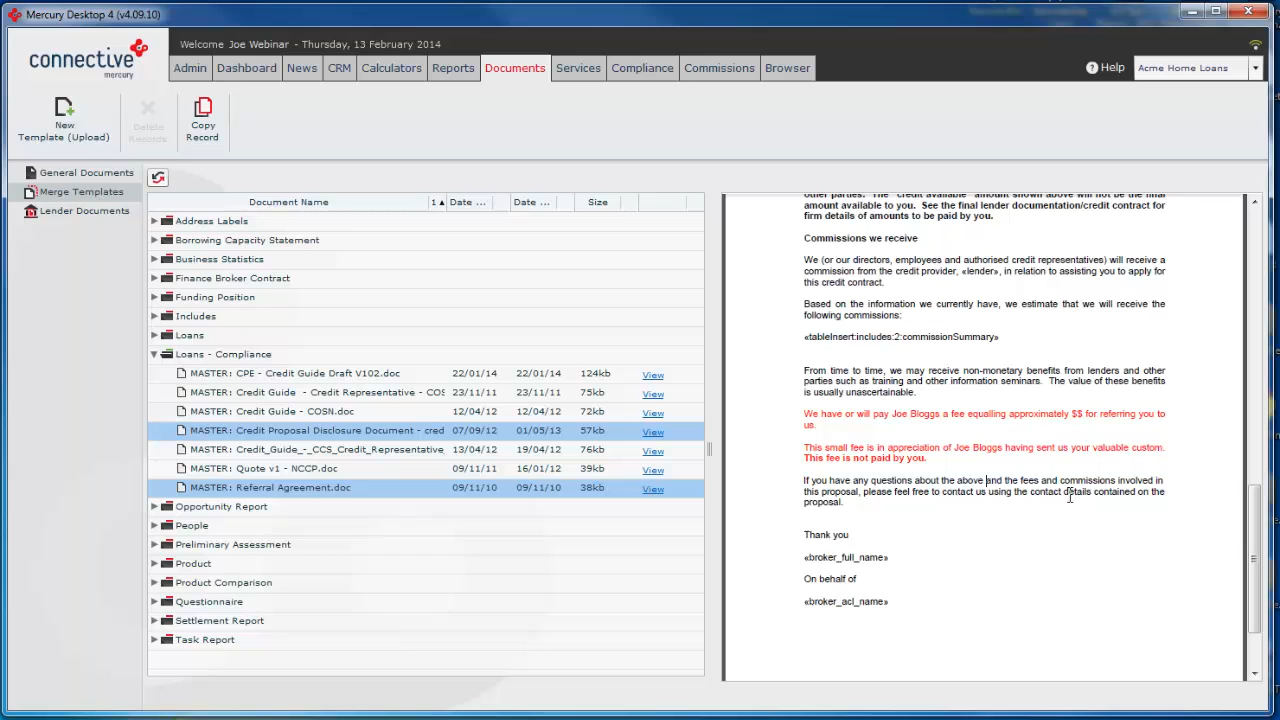 Mercury Desktop 4 (v4.09.10)
connective
mercury
Welcome Joe Webinar - Thursday, 13 February 2014
Admin Dashboard News CRM Calculators Reports Documents Services Compliance Commissions Browser
Help
Acme Home Loans
New
Template (Upload)
Delete
Records
Copy
Record
General Documents
Merge Templates
Lender Documents
Document Name 1 Date ... Date ... Size
Address Labels
Borrowing Capacity Statement
Business Statistics
Finance Broker Contract
Funding Position
Includes
Loans
Loans - Compliance
MASTER: CPE - Credit Guide Draft V102.doc 22/01/14 22/01/14 124kb View
MASTER: Credit Guide - Credit Representative - COS 23/11/11 23/11/11 75kb View
MASTER: Credit Guide - COSN.doc 12/04/12 12/04/12 72kb View
MASTER: Credit Proposal Disclosure Document - cred 07/09/12 01/05/13 57kb View
MASTER: Credit_Guide_-_CCS_Credit_Representative_ 13/04/12 19/04/12 76kb View
MASTER: Quote v1 - NCCP.doc 09/11/11 16/01/12 39kb View
MASTER: Referral Agreement.doc 09/11/10 09/11/10 38kb View
Opportunity Report
People
Preliminary Assessment
Product
Product Comparison
Questionnaire
Settlement Report
Task Report
other parties. The "credit available" amount shown above will not be the final
amount available to you. See the final lender documentation/credit contract for
firm details of amounts to be paid by you.
Commissions we receive
We (or our directors, employees and authorised credit representatives) will receive a
commission from the credit provider, «lender», in relation to assisting you to apply for
this credit contract.
Based on the information we currently have, we estimate that we will receive the
following commissions:
«tableInsert:includes:2:commissionSummary»
From time to time, we may receive non-monetary benefits from lenders and other
parties such as training and other information seminars. The value of these benefits
is usually unascertainable.
We have or will pay Joe Bloggs a fee equalling approximately $$ for referring you to
us.
This small fee is in appreciation of Joe Bloggs having sent us your valuable custom.
This fee is not paid by you.
If you have any questions about the above and the fees and commissions involved in
this proposal, please feel free to contact us using the contact details contained on the
proposal.
Thank you
«broker_full_name»
On behalf of
«broker_acl_name»